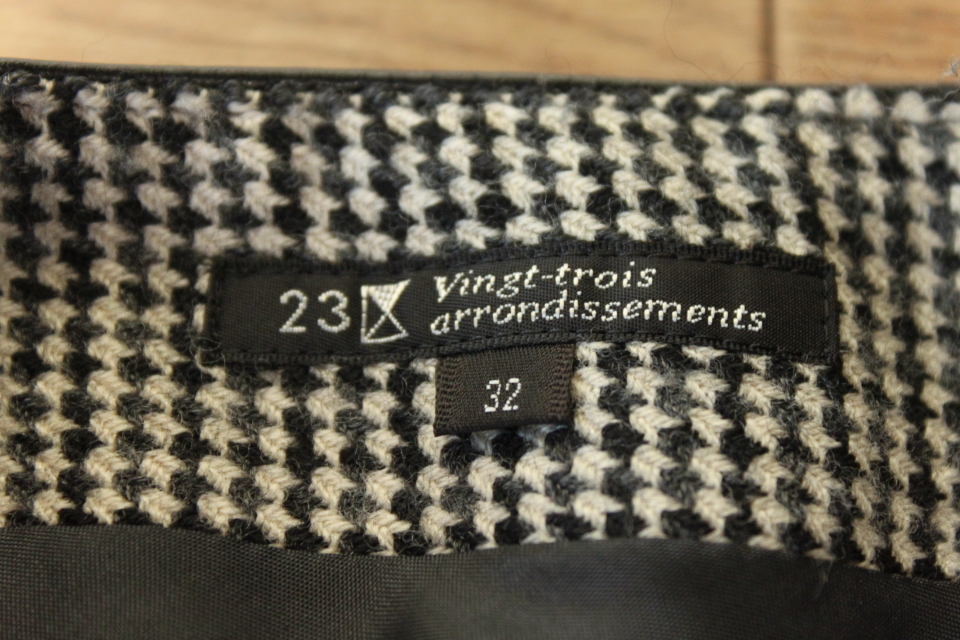 23
Vingt-trois
arrondissements
32